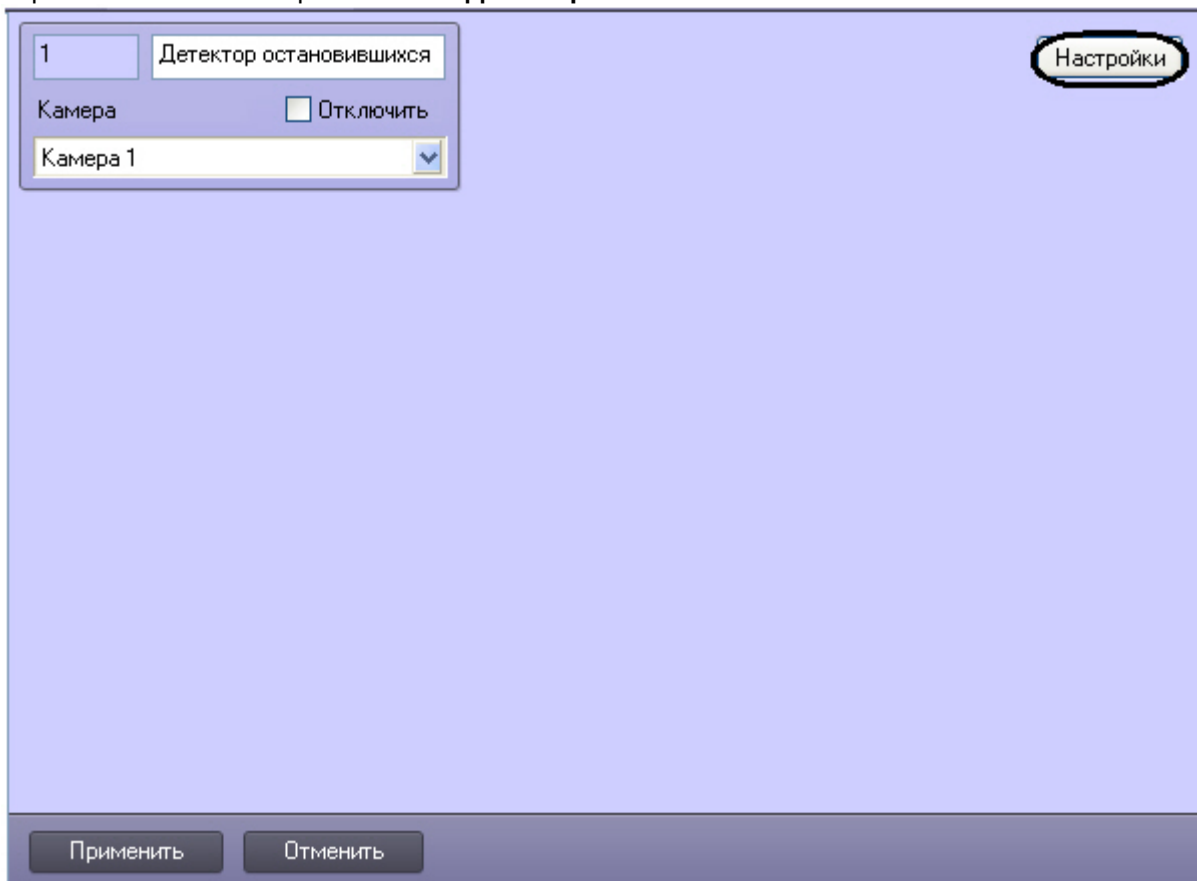 1
Детектор остановившихся
Настройки
Камера
Отключить
Камера 1
Применить
Отменить